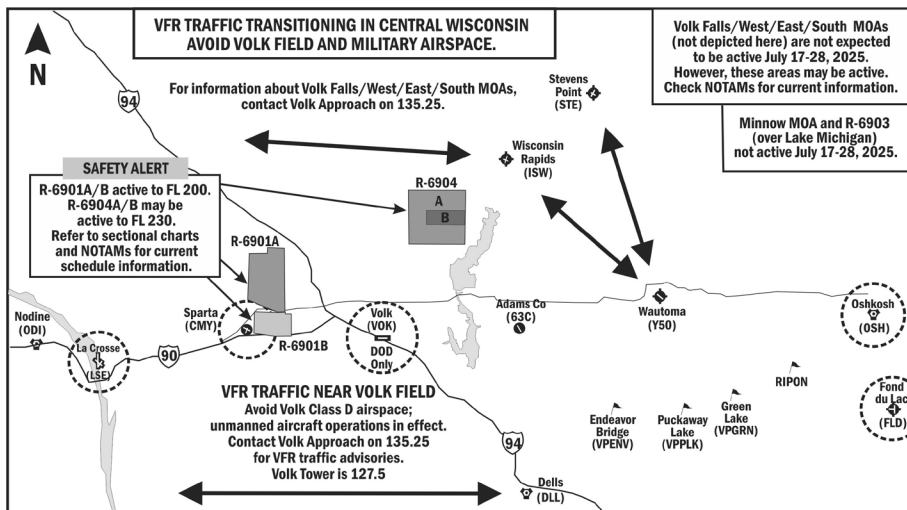 VFR TRAFFIC TRANSITIONING IN CENTRAL WISCONSIN
AVOID VOLK FIELD AND MILITARY AIRSPACE.
Volk Falls/West/East/South MOAs
(not depicted here) are not expected
to be active July 17-28, 2025.
However, these areas may be active.
Check NOTAMs for current information.
Minnow MOA and R-6903
(over Lake Michigan)
not active July 17-28, 2025.
N
94
For information about Volk Falls/West/East/South MOAs,
contact Volk Approach on 135.25.
Stevens
Point
(STE)
Wisconsin
Rapids
(ISW)
SAFETY ALERT
R-6901A/B active to FL 200.
R-6904A/B may be
active to FL 230.
Refer to sectional charts
and NOTAMs for current
schedule information.
R-6904
A
B
R-6901A
Nodine
(ODI)
La Crosse
(LSE)
90
Sparta
(CMY)
R-6901B
Volk
(VOK)
DOD
Only
Adams Co
(63C)
Wautoma
(Y50)
Oshkosh
(OSH)
VFR TRAFFIC NEAR VOLK FIELD
Avoid Volk Class D airspace;
unmanned aircraft operations in effect.
Contact Volk Approach on 135.25
for VFR traffic advisories.
Volk Tower is 127.5
94
Dells
(DLL)
Endeavor
Bridge
(VPENV)
Puckaway
Lake
(VPPLK)
Green
Lake
(VPGRN)
RIPON
Fond
du Lac
(FLD)